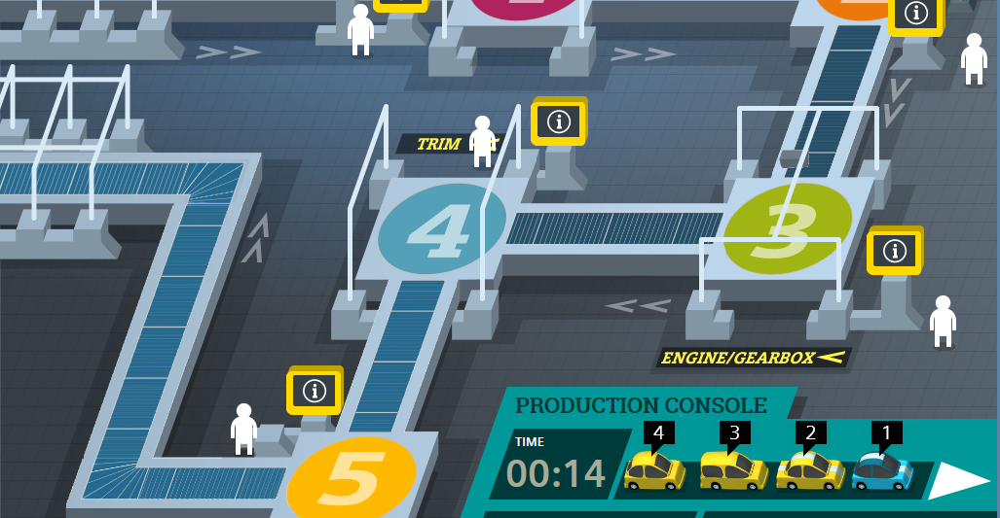 TRIM
4
3
ENGINE/GEARBOX
5
PRODUCTION CONSOLE
TIME
00:14
4 3 2 1